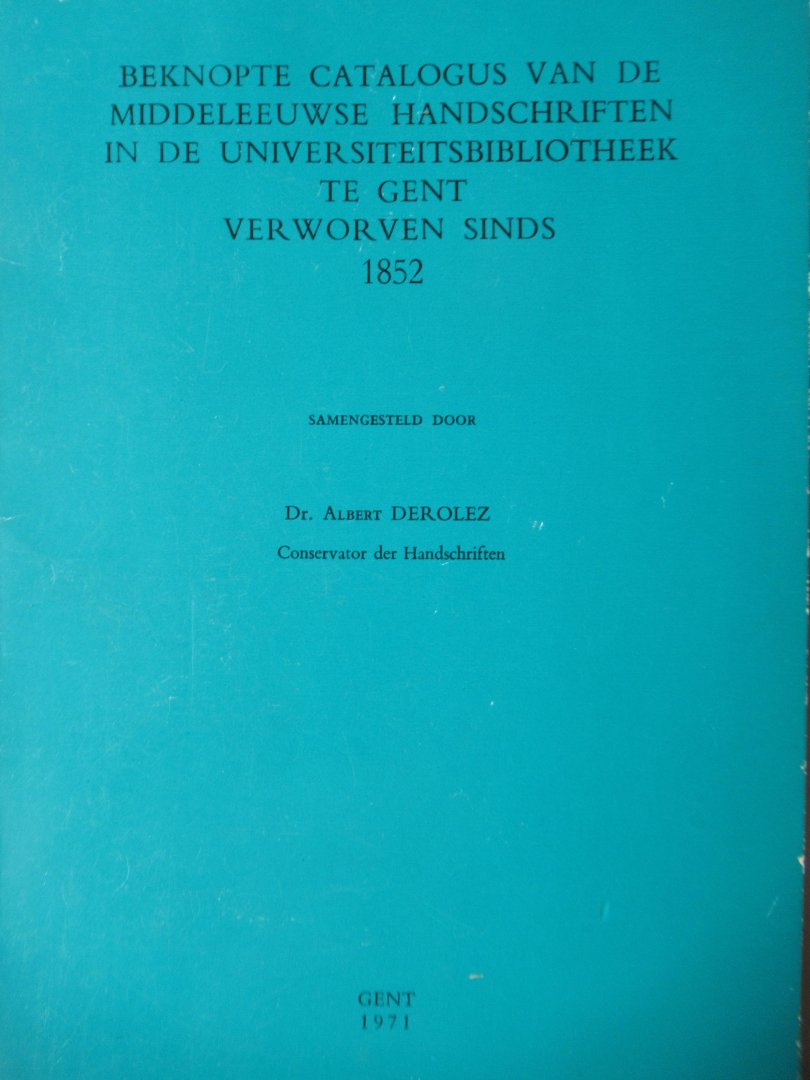 BEKNOPTE CATALOGUS VAN DE
MIDDELEEUWSE HANDSCHRIFTEN
IN DE UNIVERSITEITSBIBLIOTHEEK
TE GENT
VERWORVEN SINDS
1852
SAMENGESTELD DOOR
Dr. ALBERT DEROLEZ
Conservator der Handschriften
GENT
1971